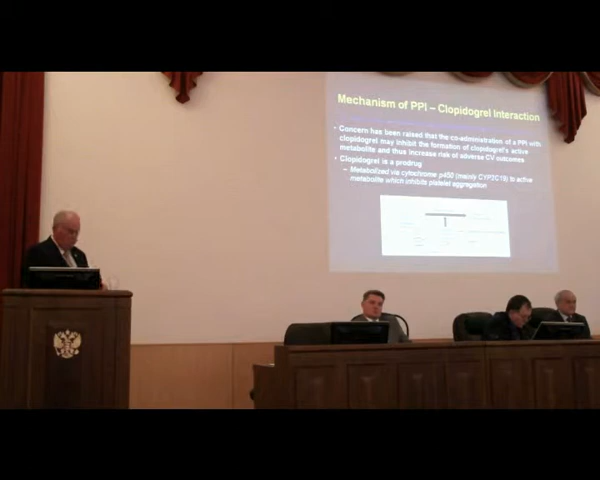 Mechanism of PPI – Clopidogrel Interaction
• Concern has been raised that the co-administration of a PPI with
clopidogrel may inhibit the formation of clopidogrel's active
metabolite and thus increase risk of adverse CV outcomes
• Clopidogrel is a prodrug
– Metabolized via cytochrome p450 (mainly CYP2C19) to active
metabolite which inhibits platelet aggregation